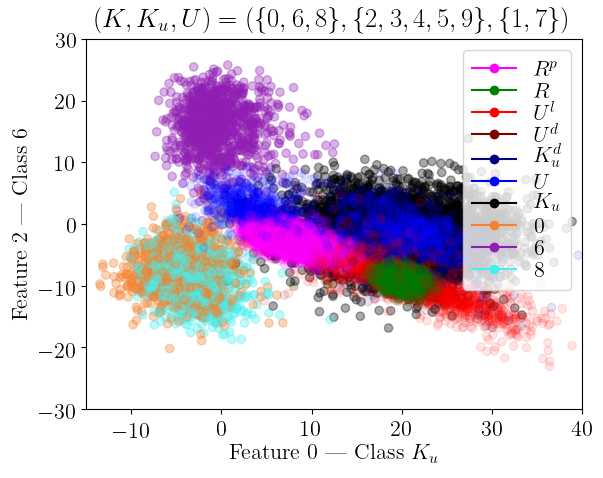 (K, K_u, U) = ({0, 6, 8}, {2, 3, 4, 5, 9}, {1, 7})
30
20
10
0
−10
−20
−30
Feature 2 — Class 6
−10
0
10
20
30
40
Feature 0 — Class K_u
R^p
R
U^l
U^d
K_u^d
U
K_u
0
6
8